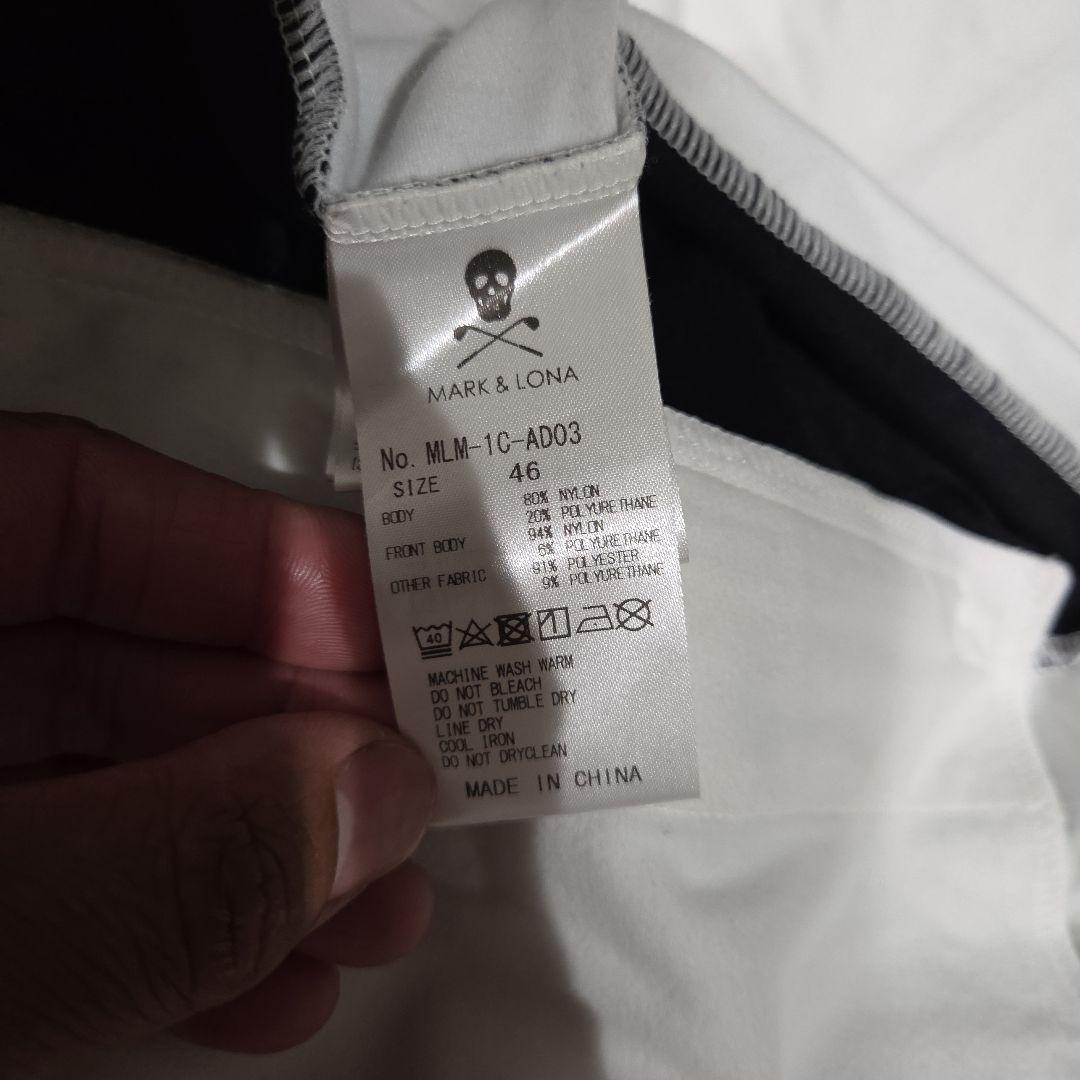 MARK & LONA
No. MLM-1C-AD03
SIZE 46
BODY 80% NYLON
20% POLYURETHANE
FRONT BODY 94% NYLON
6% POLYURETHANE
OTHER FABRIC 91% POLYESTER
9% POLYURETHANE
40
MACHINE WASH WARM
DO NOT BLEACH
DO NOT TUMBLE DRY
LINE DRY
COOL IRON
DO NOT DRYCLEAN
MADE IN CHINA